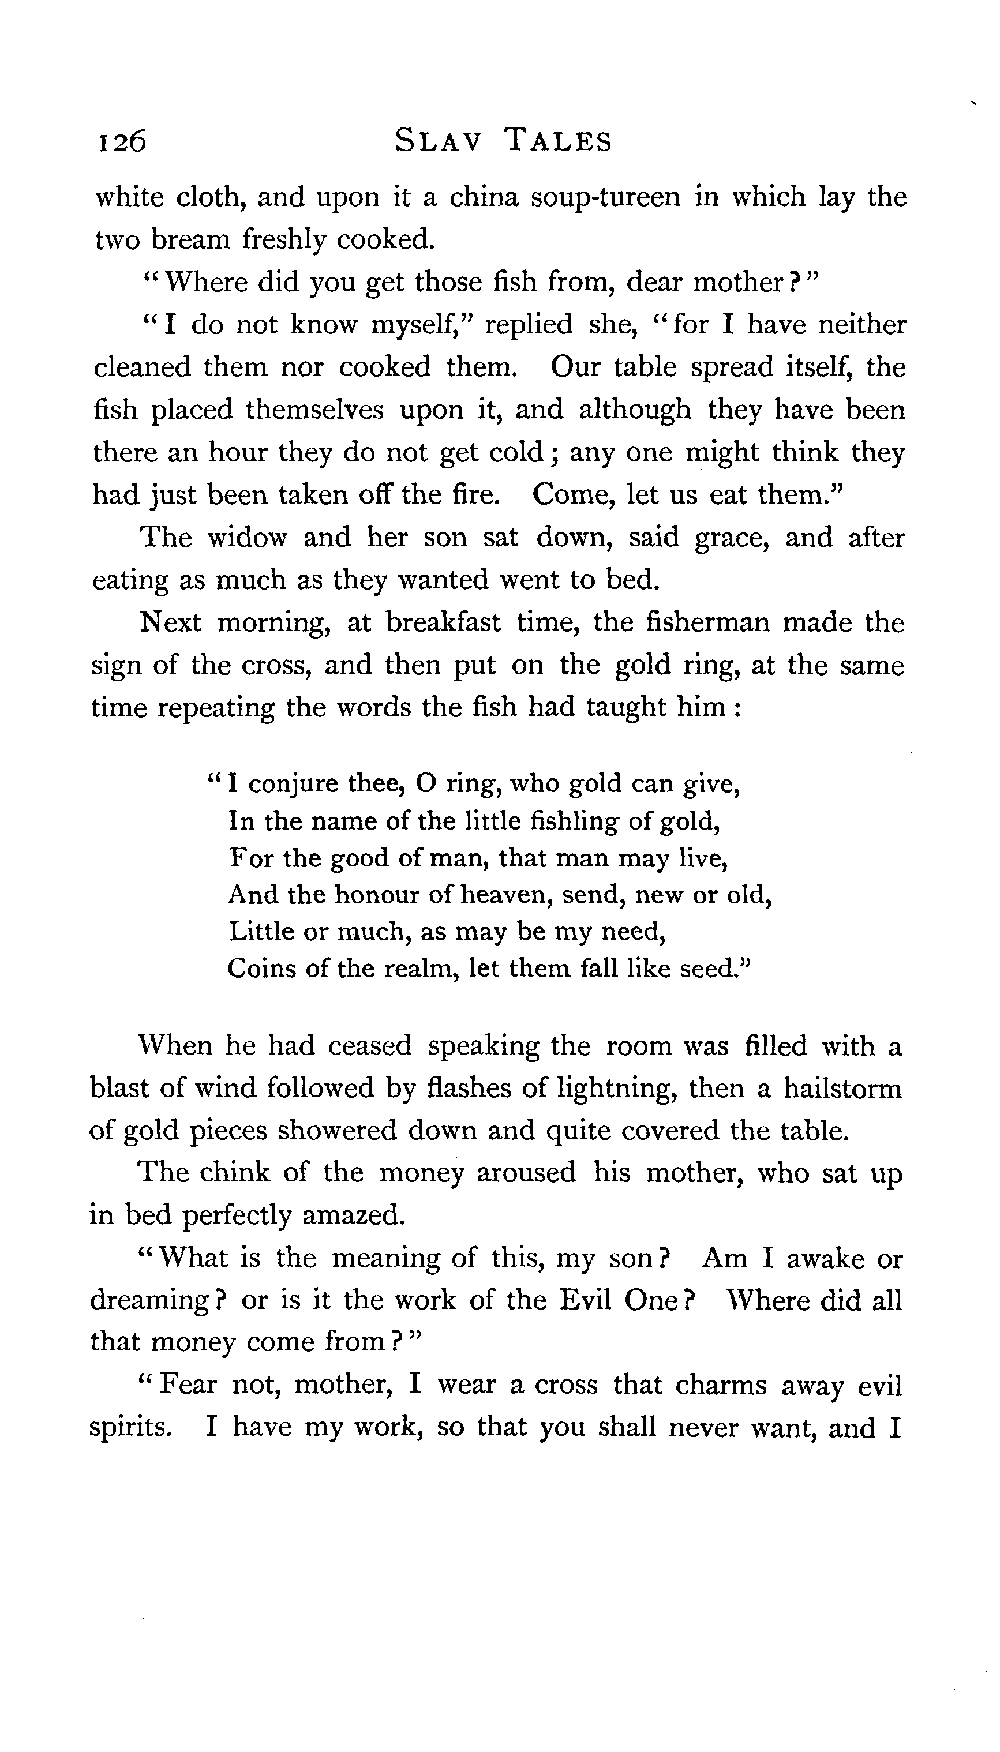 126 SLAV TALES
white cloth, and upon it a china soup-tureen in which lay the
two bream freshly cooked.
“Where did you get those fish from, dear mother?”
“I do not know myself,” replied she, “for I have neither
cleaned them nor cooked them. Our table spread itself, the
fish placed themselves upon it, and although they have been
there an hour they do not get cold; any one might think they
had just been taken off the fire. Come, let us eat them.”
The widow and her son sat down, said grace, and after
eating as much as they wanted went to bed.
Next morning, at breakfast time, the fisherman made the
sign of the cross, and then put on the gold ring, at the same
time repeating the words the fish had taught him :
“I conjure thee, O ring, who gold can give,
In the name of the little fishling of gold,
For the good of man, that man may live,
And the honour of heaven, send, new or old,
Little or much, as may be my need,
Coins of the realm, let them fall like seed.”
When he had ceased speaking the room was filled with a
blast of wind followed by flashes of lightning, then a hailstorm
of gold pieces showered down and quite covered the table.
The chink of the money aroused his mother, who sat up
in bed perfectly amazed.
“What is the meaning of this, my son? Am I awake or
dreaming? or is it the work of the Evil One? Where did all
that money come from?”
“Fear not, mother, I wear a cross that charms away evil
spirits. I have my work, so that you shall never want, and I